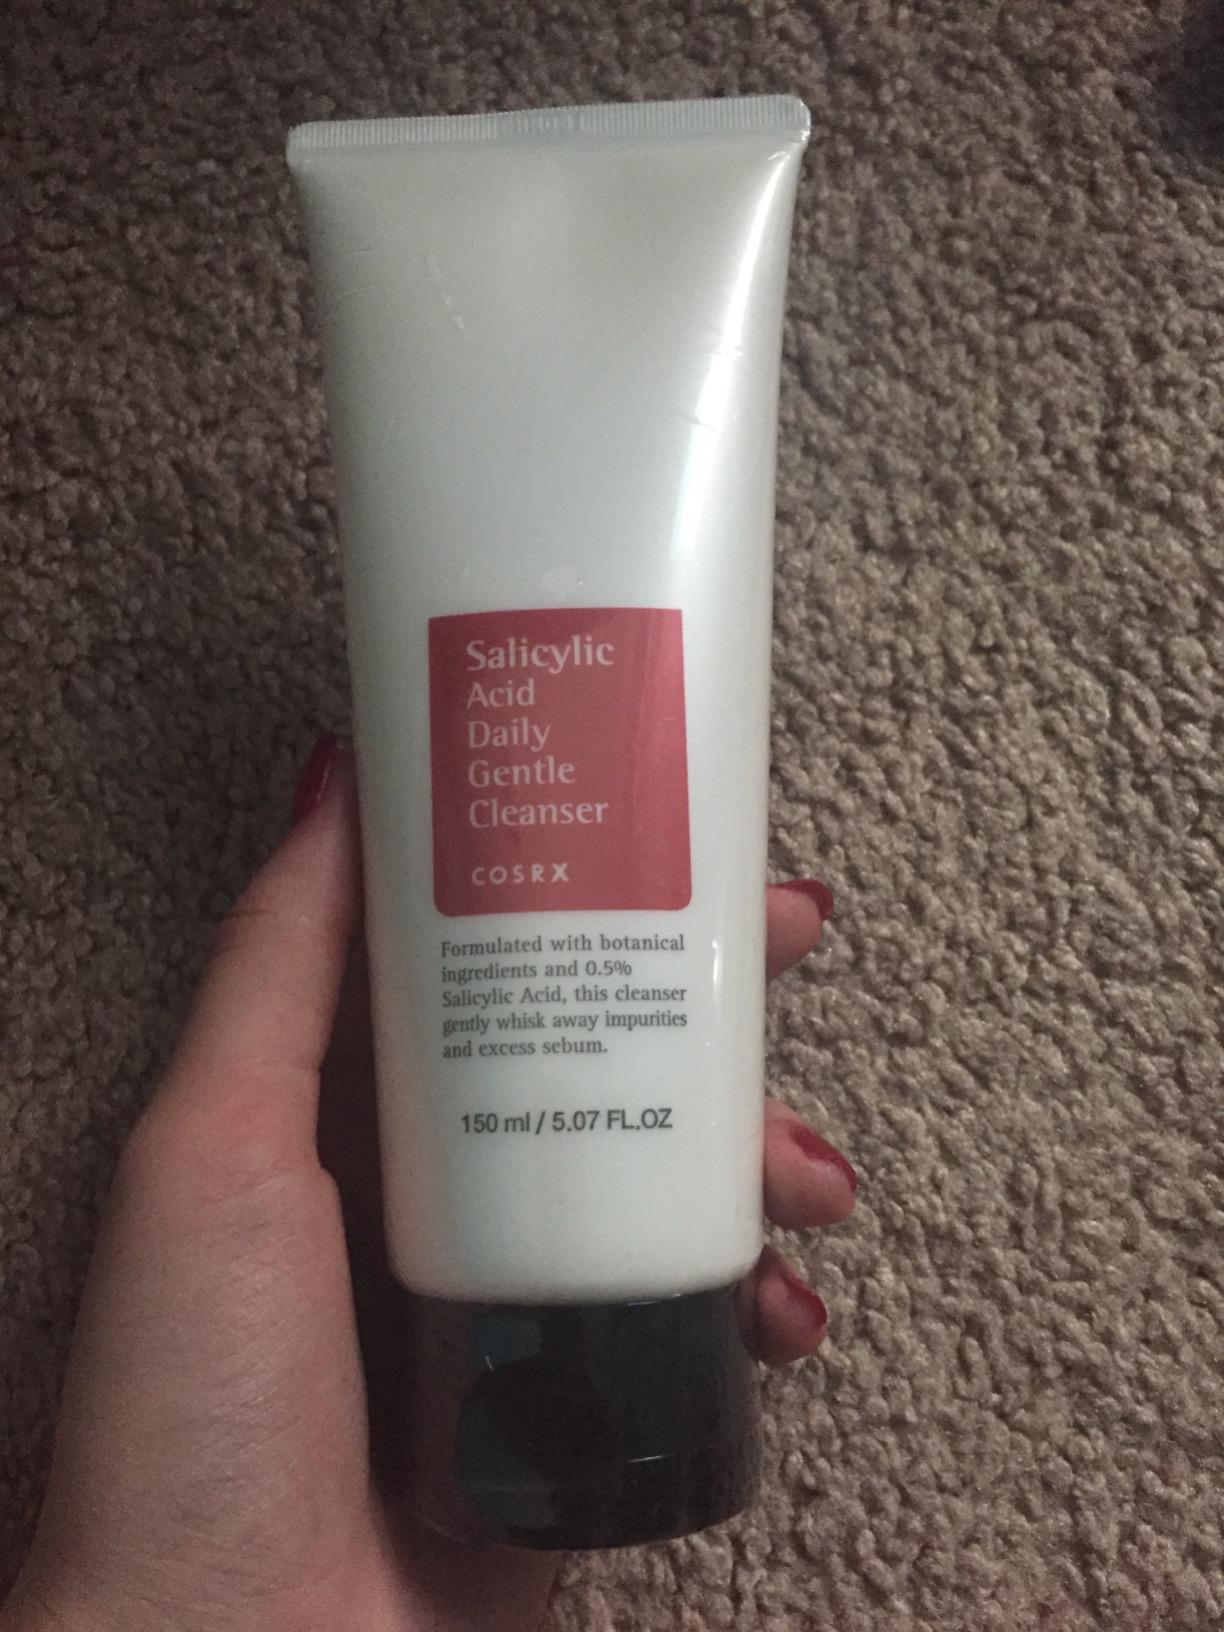 Salicylic
Acid
Daily
Gentle
Cleanser
COSRX
Formulated with botanical
ingredients and 0.5%
Salicylic Acid, this cleanser
gently whisk away impurities
and excess sebum.
150 ml / 5.07 FL.OZ